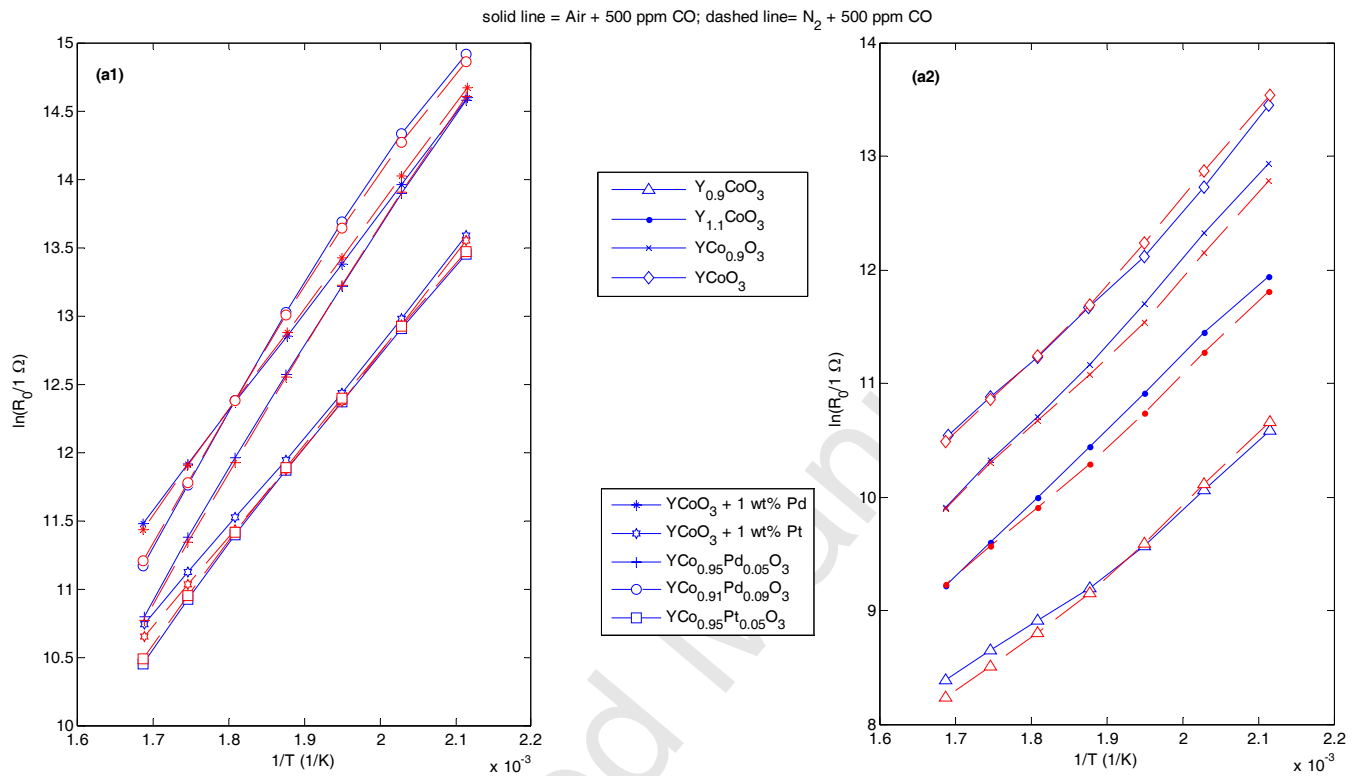 solid line = Air + 500 ppm CO; dashed line= N2 + 500 ppm CO
(a1)
15
14.5
14
13.5
13
12.5
12
11.5
11
10.5
10
ln(R0/1 Ω)
1.6 1.7 1.8 1.9 2 2.1 2.2
1/T (1/K)
x 10-3
Y0.9CoO3
Y1.1CoO3
YCo0.9O3
YCoO3
YCoO3 + 1 wt% Pd
YCoO3 + 1 wt% Pt
YCo0.95Pd0.05O3
YCo0.91Pd0.09O3
YCo0.95Pt0.05O3
(a2)
14
13
12
11
10
9
8
ln(R0/1 Ω)
1.6 1.7 1.8 1.9 2 2.1 2.2
1/T (1/K)
x 10-3